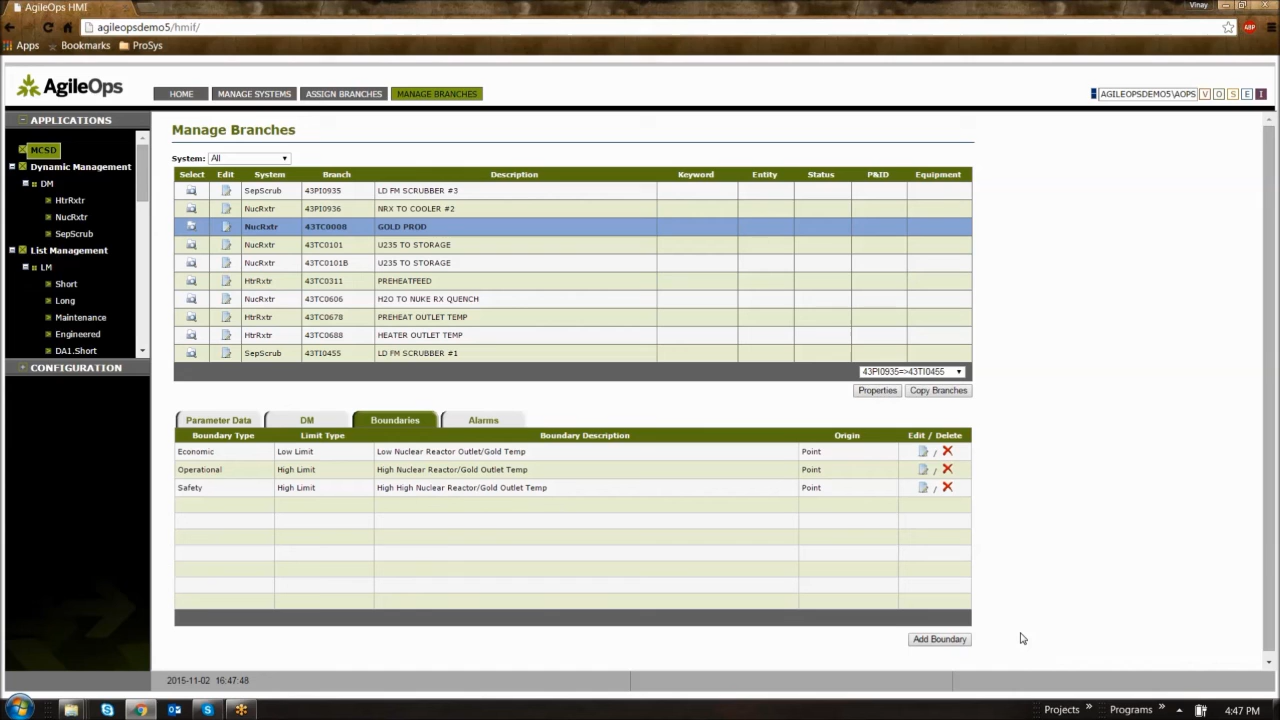 AgileOps HMI
Vinay
agileopsdemo5/hmif/
ABP
Apps Bookmarks ProSys
AgileOps
HOME MANAGE SYSTEMS ASSIGN BRANCHES MANAGE BRANCHES
AGILEOPSDEMO5\AOPS V O S E I
APPLICATIONS
MCSD
Dynamic Management
DM
HtrRxtr
NucRxtr
SepScrub
List Management
LM
Short
Long
Maintenance
Engineered
DA1.Short
CONFIGURATION
Manage Branches
System: All
Select Edit System Branch Description Keyword Entity Status P&ID Equipment
SepScrub 43PI0935 LD FM SCRUBBER #3
NucRxtr 43PI0936 NRX TO COOLER #2
NucRxtr 43TC0008 GOLD PROD
NucRxtr 43TC0101 U235 TO STORAGE
NucRxtr 43TC0101B U235 TO STORAGE
HtrRxtr 43TC0311 PREHEATFEED
NucRxtr 43TC0606 H2O TO NUKE RX QUENCH
HtrRxtr 43TC0678 PREHEAT OUTLET TEMP
HtrRxtr 43TC0688 HEATER OUTLET TEMP
SepScrub 43TI0455 LD FM SCRUBBER #1
43PI0935=>43TI0455
Properties Copy Branches
Parameter Data DM Boundaries Alarms
Boundary Type Limit Type Boundary Description Origin Edit / Delete
Economic Low Limit Low Nuclear Reactor Outlet/Gold Temp Point /
Operational High Limit High Nuclear Reactor/Gold Outlet Temp Point /
Safety High Limit High High Nuclear Reactor/Gold Outlet Temp Point /
Add Boundary
2015-11-02 16:47:48
Projects » Programs » 4:47 PM